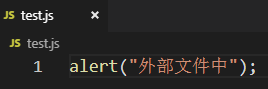 JS test.js ×
JS test.js
1 alert("外部文件中");